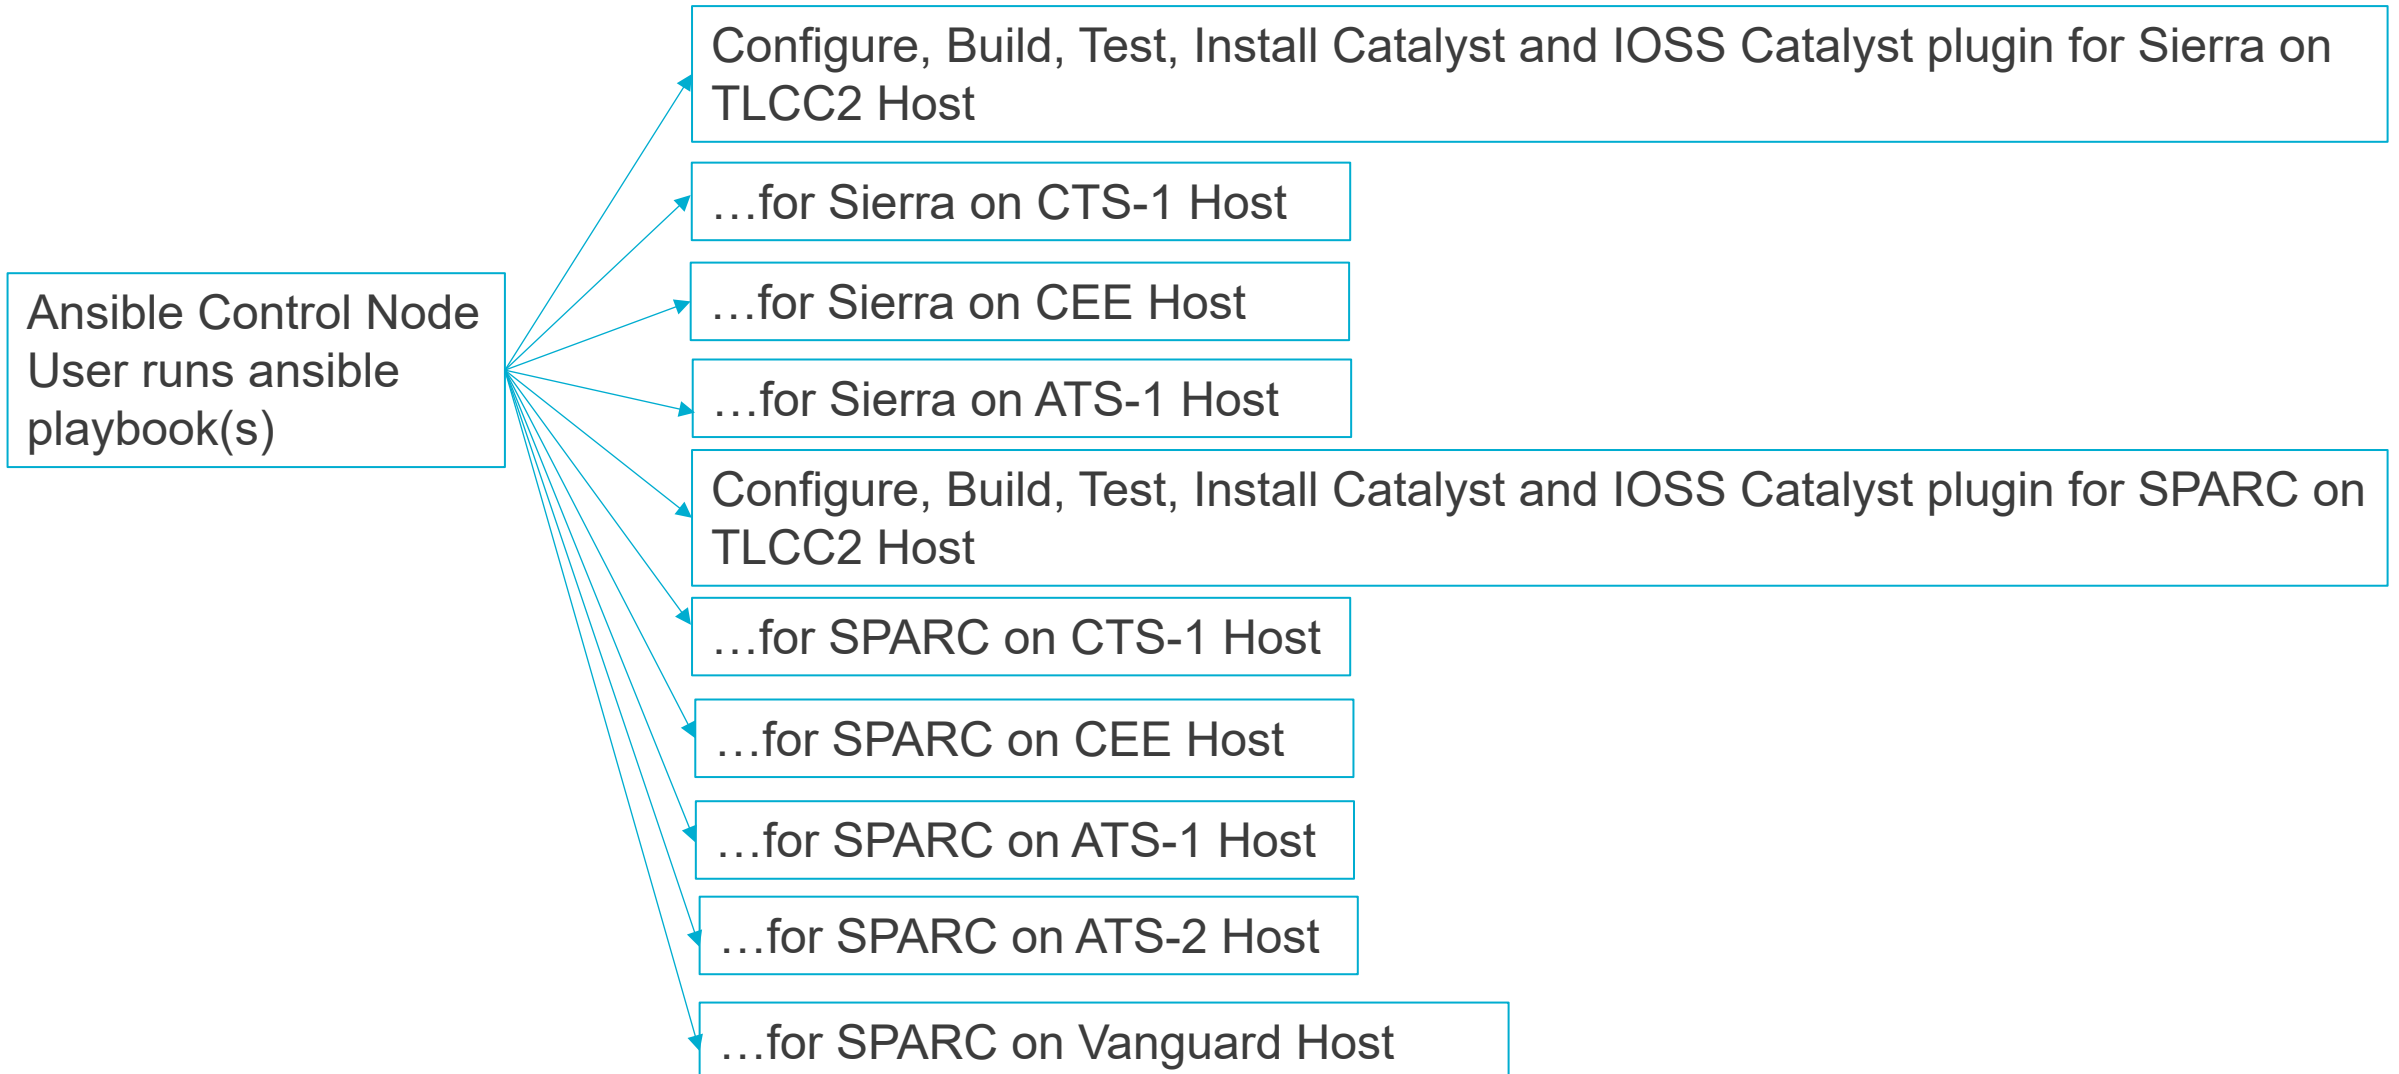 Ansible Control Node
User runs ansible
playbook(s)
Configure, Build, Test, Install Catalyst and IOSS Catalyst plugin for Sierra on
TLCC2 Host
…for Sierra on CTS-1 Host
…for Sierra on CEE Host
…for Sierra on ATS-1 Host
Configure, Build, Test, Install Catalyst and IOSS Catalyst plugin for SPARC on
TLCC2 Host
…for SPARC on CTS-1 Host
…for SPARC on CEE Host
…for SPARC on ATS-1 Host
…for SPARC on ATS-2 Host
…for SPARC on Vanguard Host